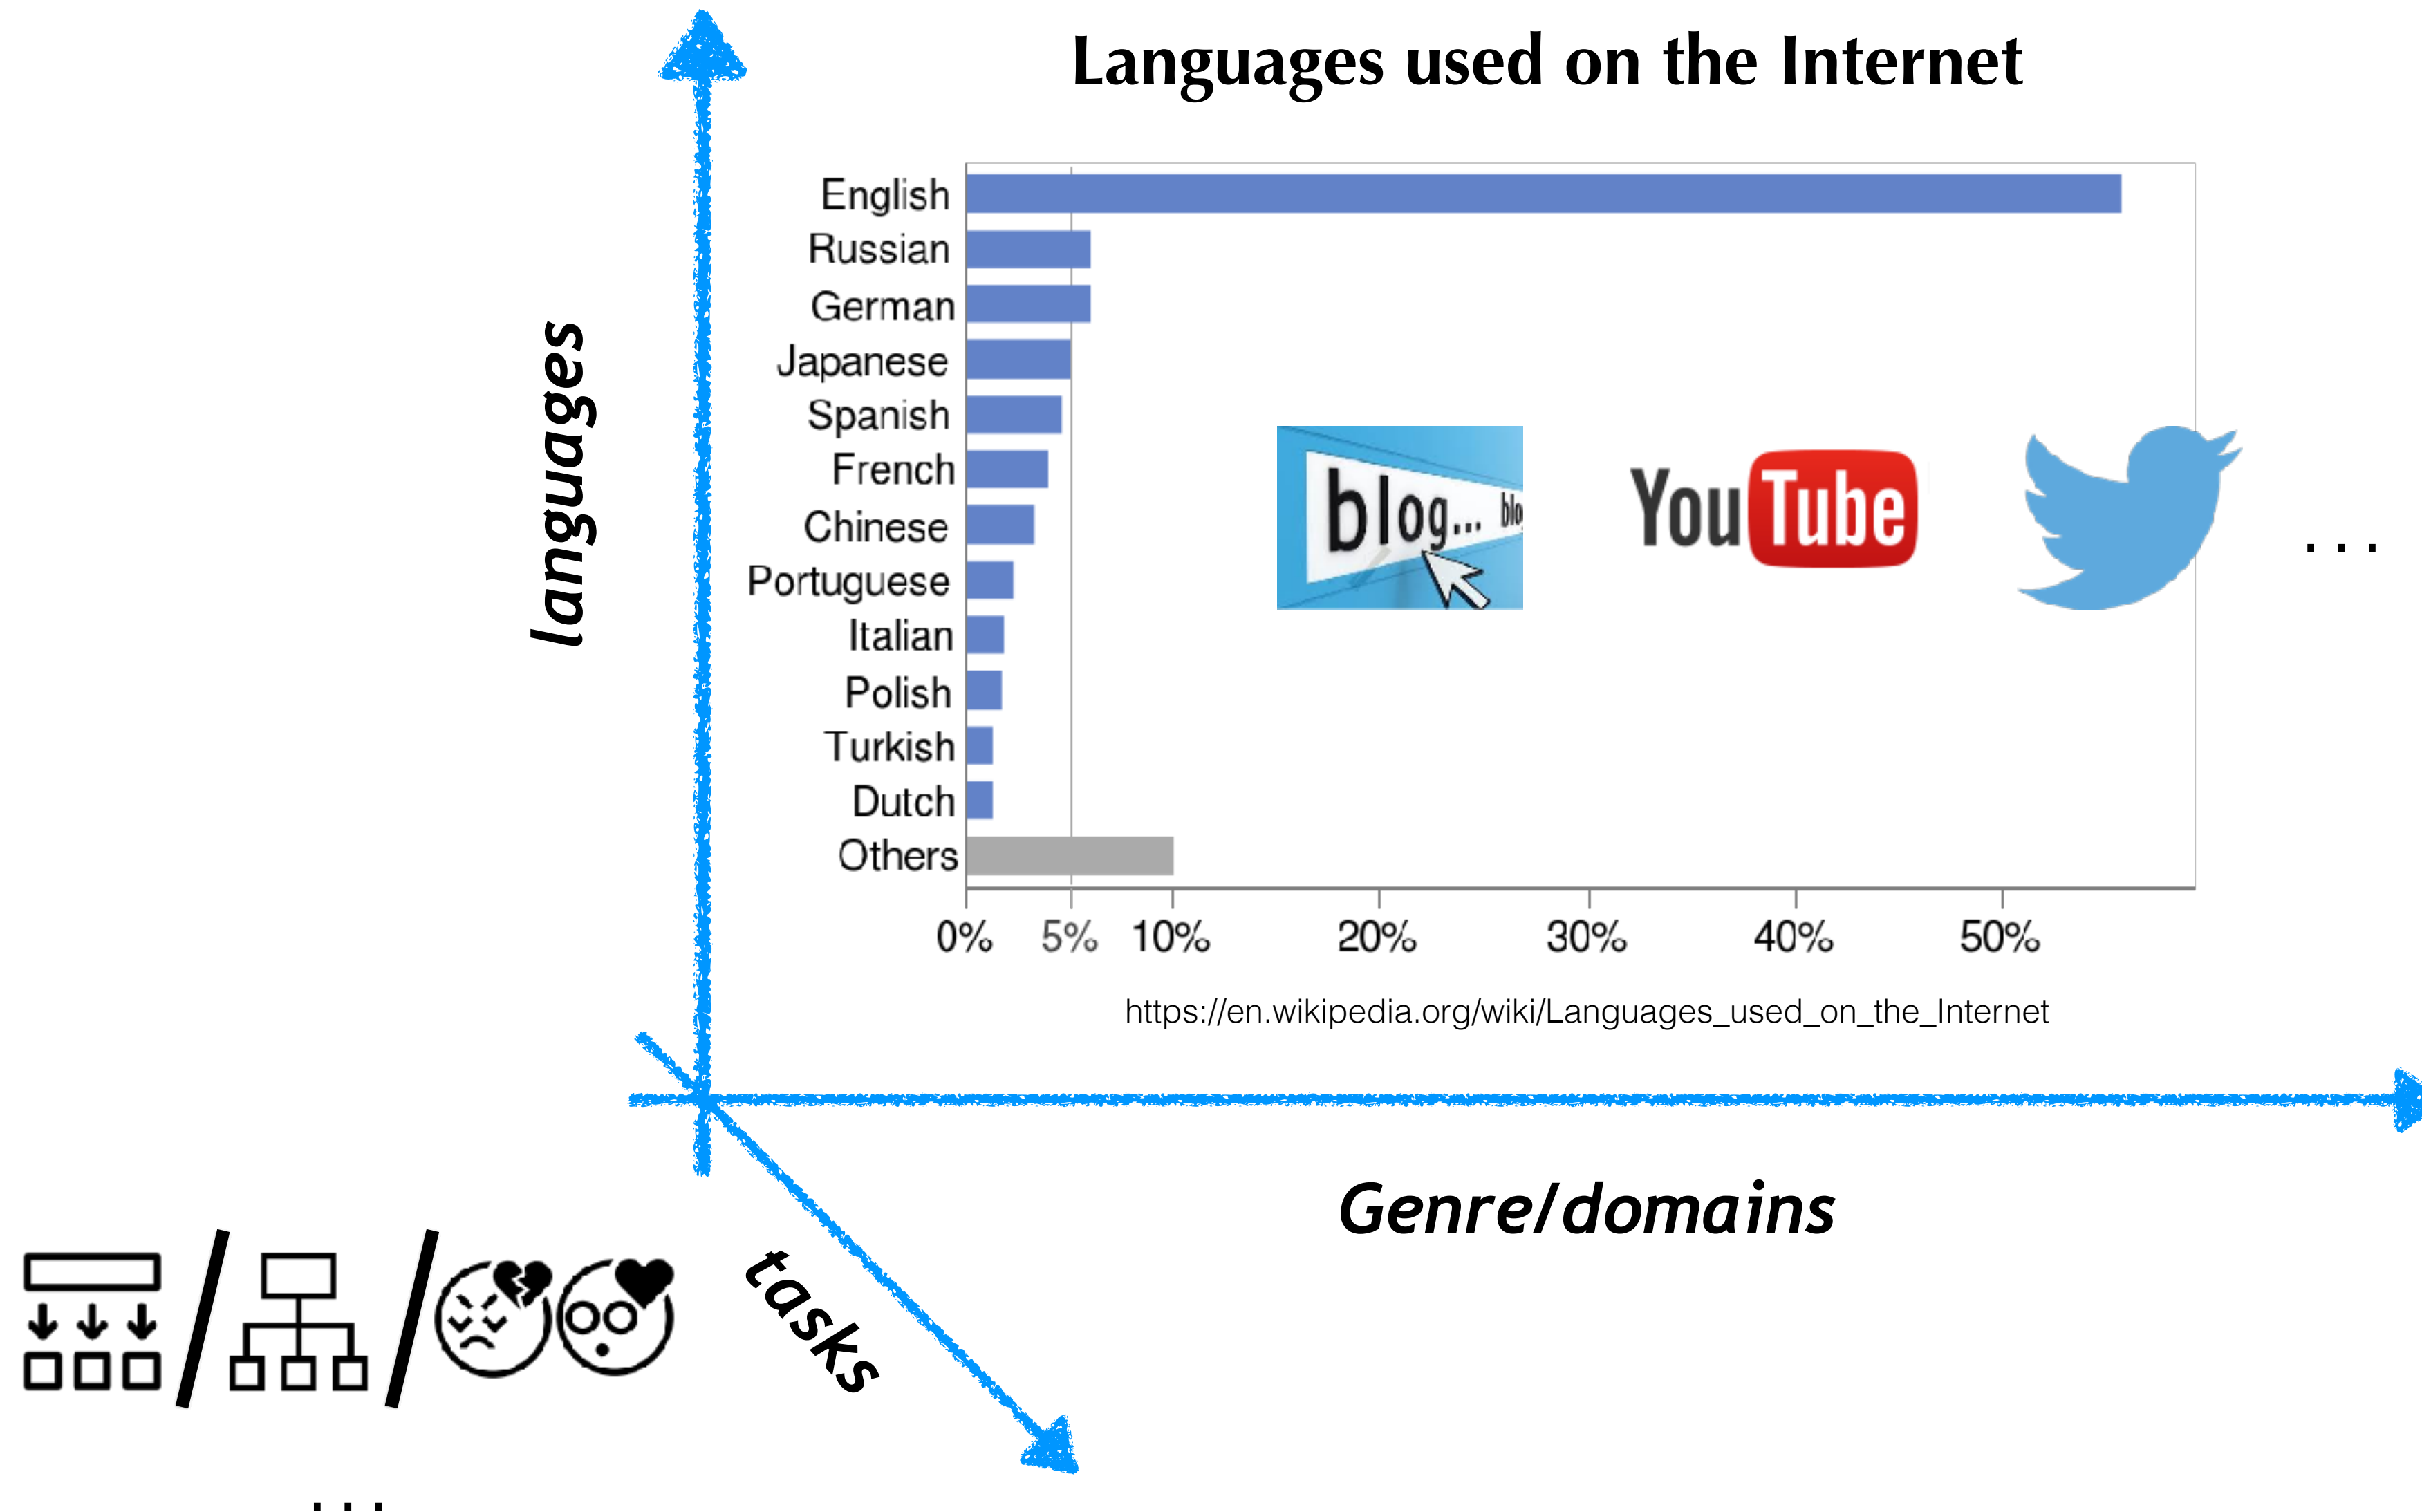 Languages used on the Internet
languages
English
Russian
German
Japanese
Spanish
French
Chinese
Portuguese
Italian
Polish
Turkish
Dutch
Others
0% 5% 10% 20% 30% 40% 50%
blog... blo
YouTube
...
https://en.wikipedia.org/wiki/Languages_used_on_the_Internet
Genre/domains
tasks
...